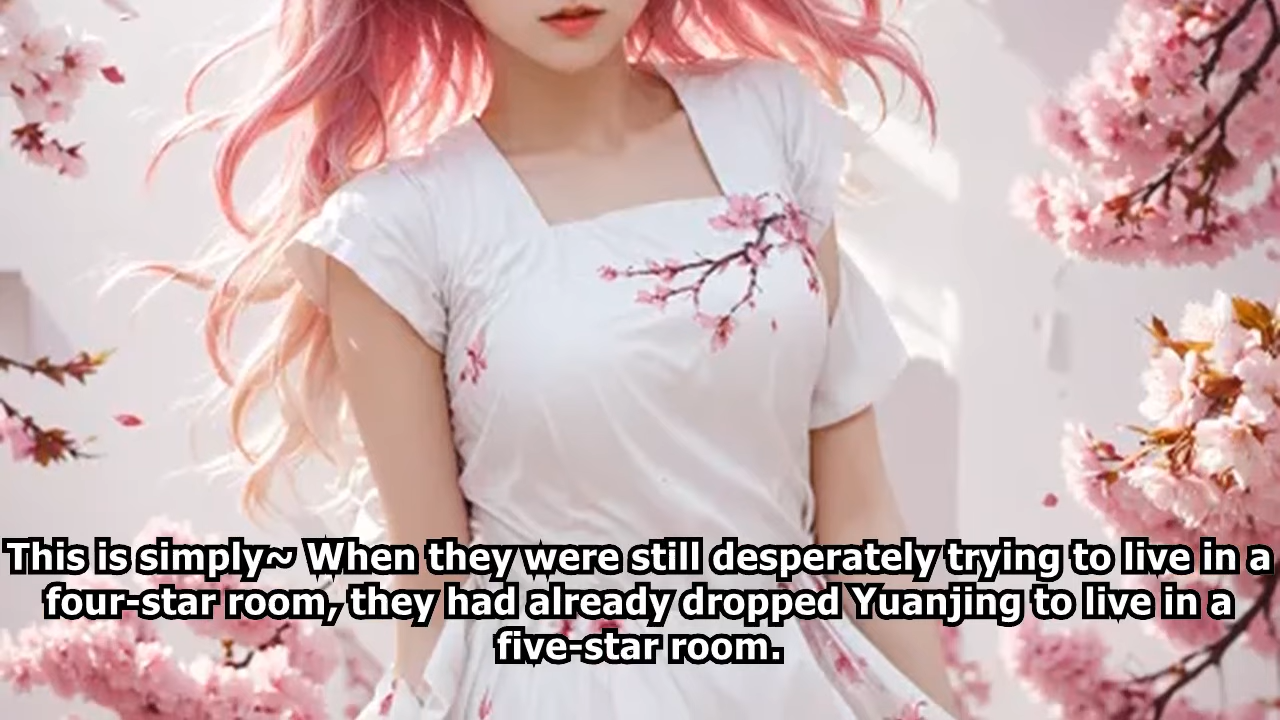 This is simply~ When they were still desperately trying to live in a
four-star room, they had already dropped Yuanjing to live in a
five-star room.